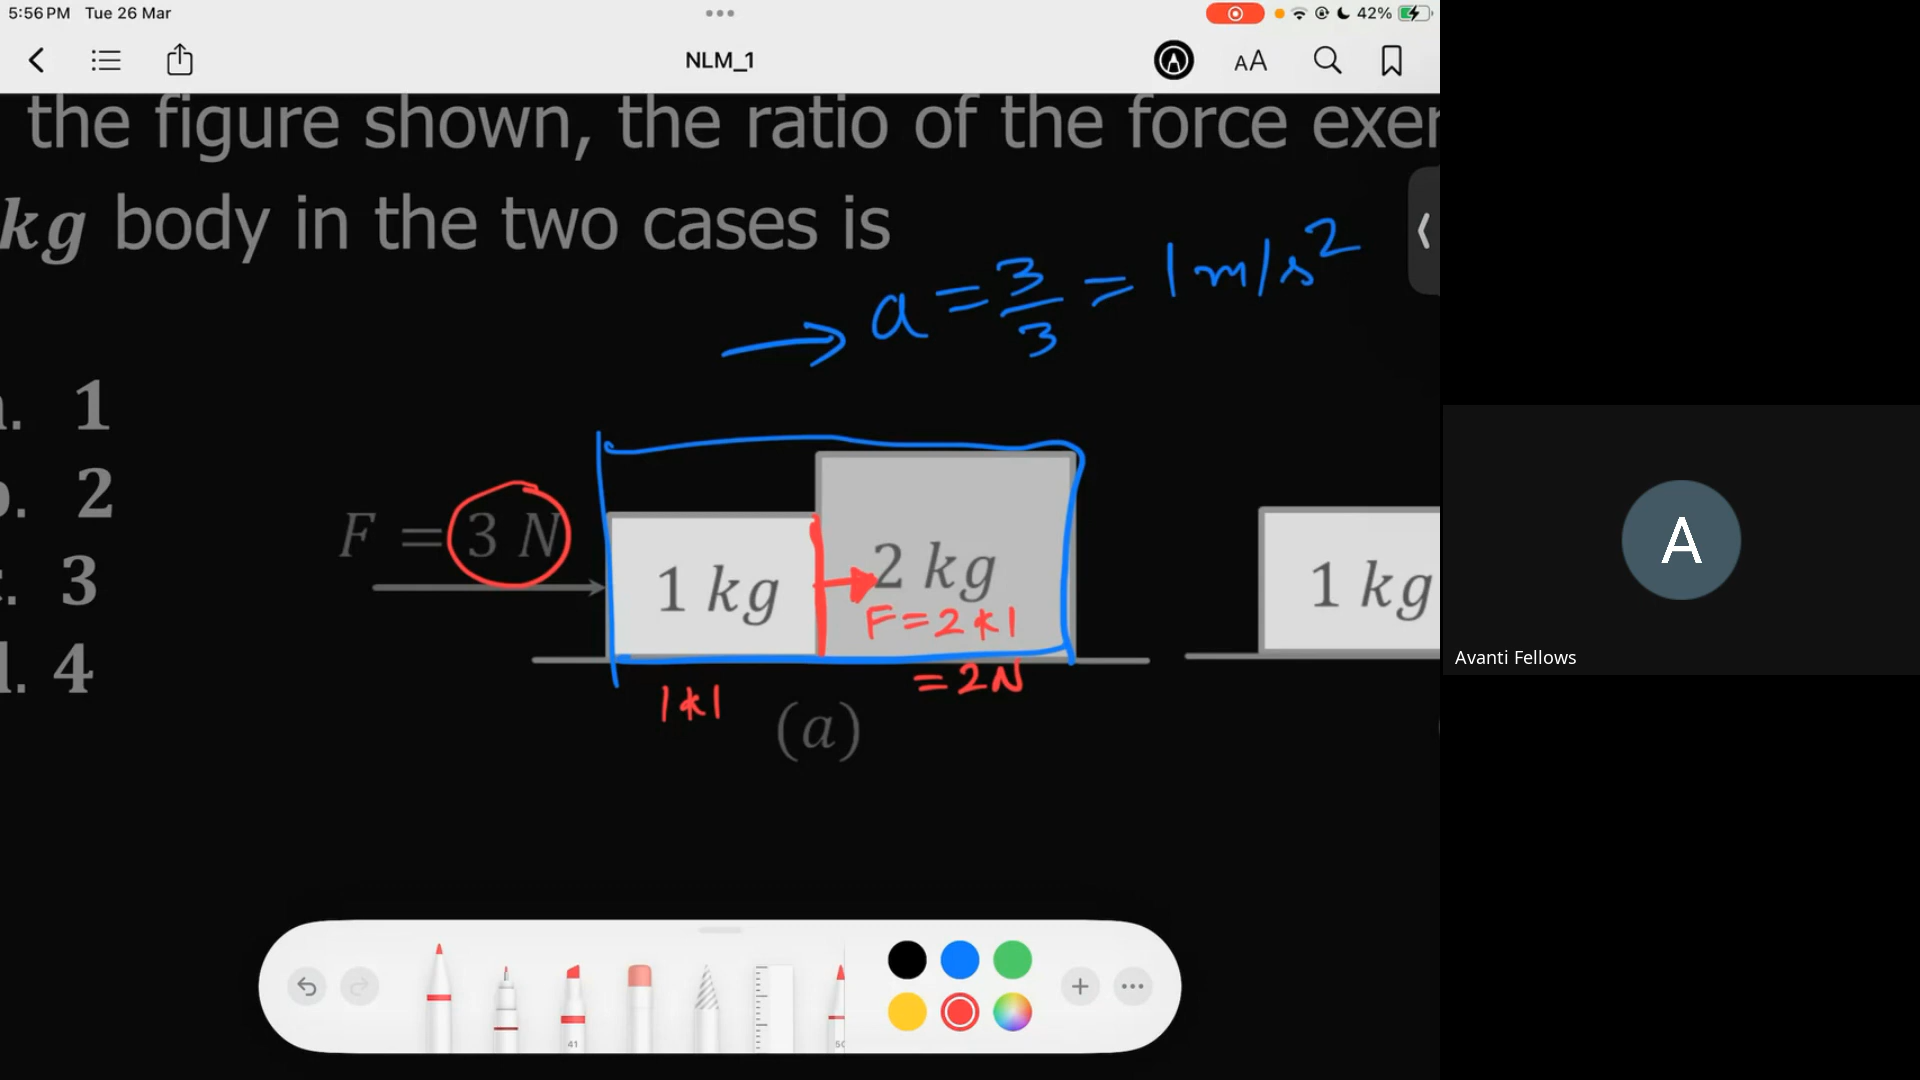 5:56 PM Tue 26 Mar
42%
NLM_1
AA
the figure shown, the ratio of the force exer
kg body in the two cases is
a = 3/3 = 1 m/s²
. 1
. 2
. 3
. 4
F = 3 N
1 kg
2 kg
F = 2*1
= 2N
1*1
(a)
1 kg
A
Avanti Fellows
41
50